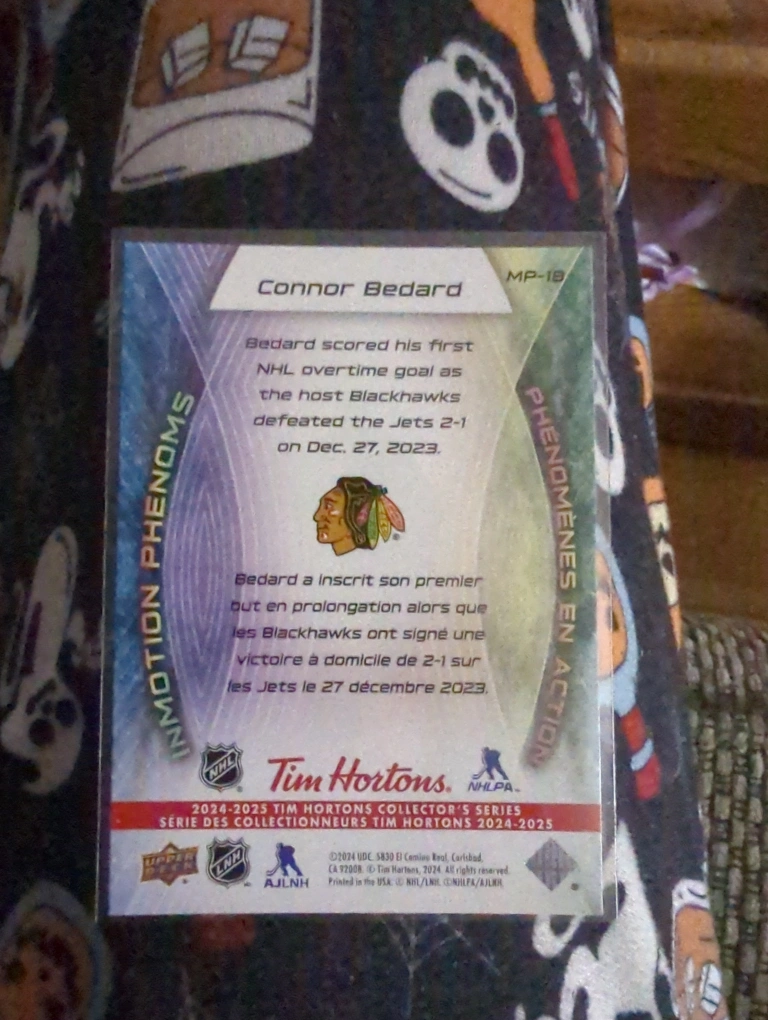 Connor Bedard
MP-18
Bedard scored his first
NHL overtime goal as
the host Blackhawks
defeated the Jets 2-1
on Dec. 27, 2023.
INMOTION PHENOMS
PHÉNOMÈNES EN ACTION
Bedard a inscrit son premier
but en prolongation alors que
les Blackhawks ont signé une
victoire à domicile de 2-1 sur
les Jets le 27 décembre 2023.
NHL
Tim Hortons.
NHLPA
2024-2025 TIM HORTONS COLLECTOR'S SERIES
SÉRIE DES COLLECTIONNEURS TIM HORTONS 2024-2025
UPPER DECK
LNH
AJLNH
©2024 UDC. 5830 El Camino Real, Carlsbad,
CA 92008. © Tim Hortons, 2024. All rights reserved.
Printed in the USA. © NHL/LNH. ©NHLPA/AJLNH.